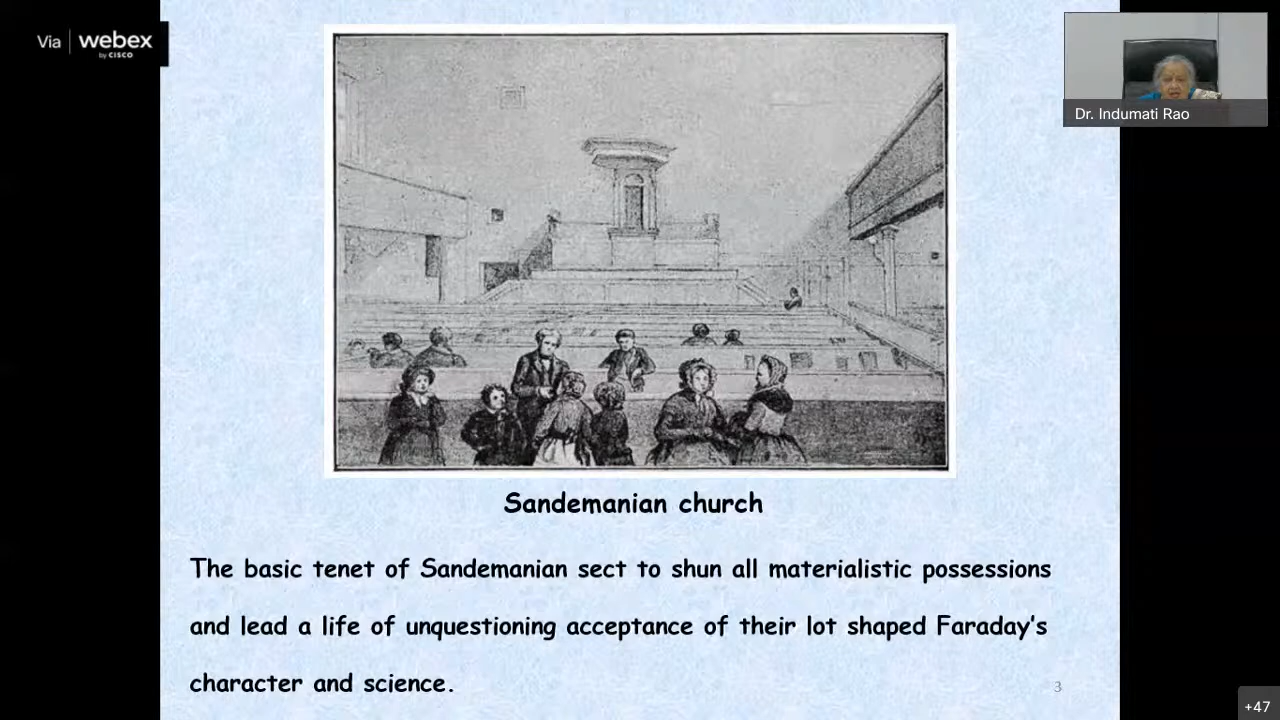 Via webex
by CISCO
Dr. Indumati Rao
Sandemanian church
The basic tenet of Sandemanian sect to shun all materialistic possessions
and lead a life of unquestioning acceptance of their lot shaped Faraday's
character and science.
3
+47